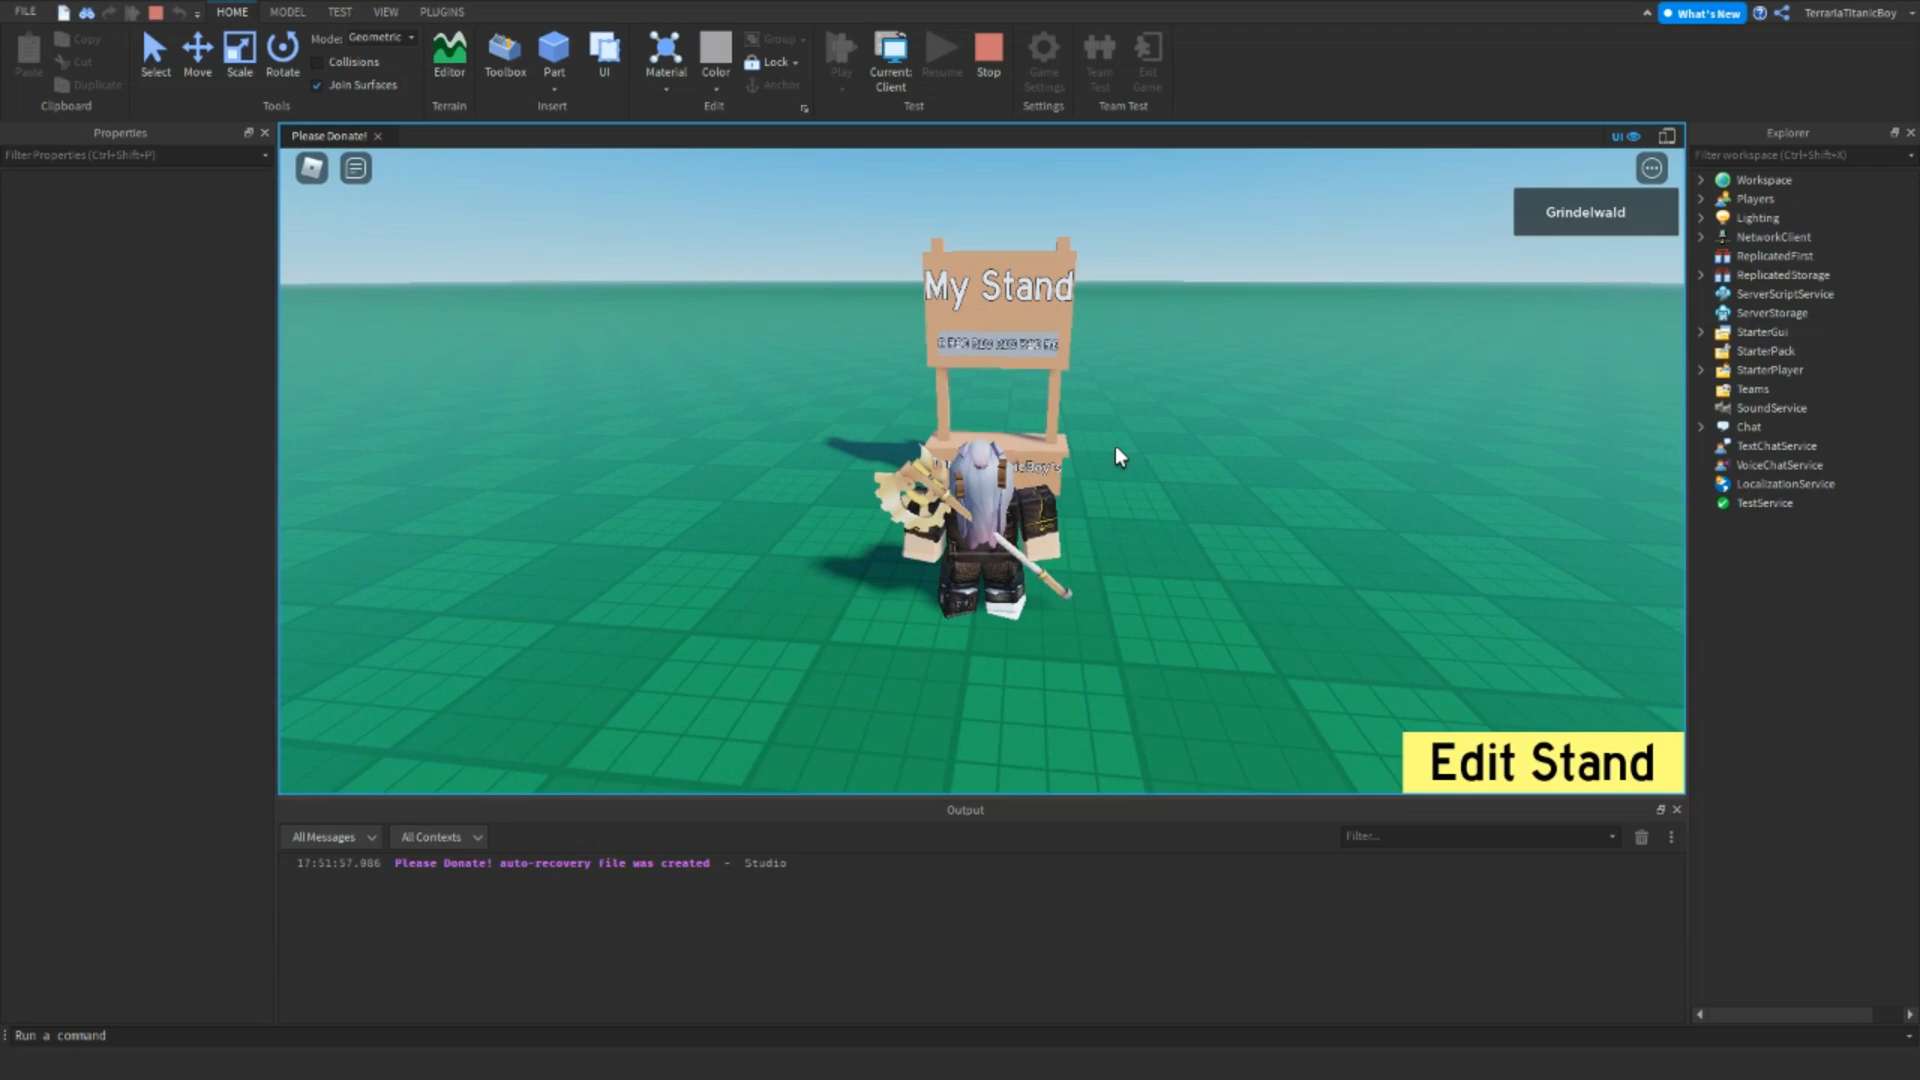 FILE HOME MODEL TEST VIEW PLUGINS What's New TerrariaTitanicBoy
Paste Copy Cut Duplicate Clipboard
Select Move Scale Rotate Mode: Geometric Collisions Join Surfaces Tools
Editor Terrain
Toolbox Part UI Insert
Material Color Group Lock Anchor Edit
Play Current: Client Resume Stop Test
Game Settings Settings
Team Test Exit Game Team Test
Properties
Filter Properties (Ctrl+Shift+P)
Please Donate! UI
Grindelwald
My Stand
icBoy's
Edit Stand
Explorer
Filter workspace (Ctrl+Shift+X)
Workspace
Players
Lighting
NetworkClient
ReplicatedFirst
ReplicatedStorage
ServerScriptService
ServerStorage
StarterGui
StarterPack
StarterPlayer
Teams
SoundService
Chat
TextChatService
VoiceChatService
LocalizationService
TestService
Output
All Messages All Contexts Filter...
17:51:57.086 Please Donate! auto-recovery file was created - Studio
Run a command